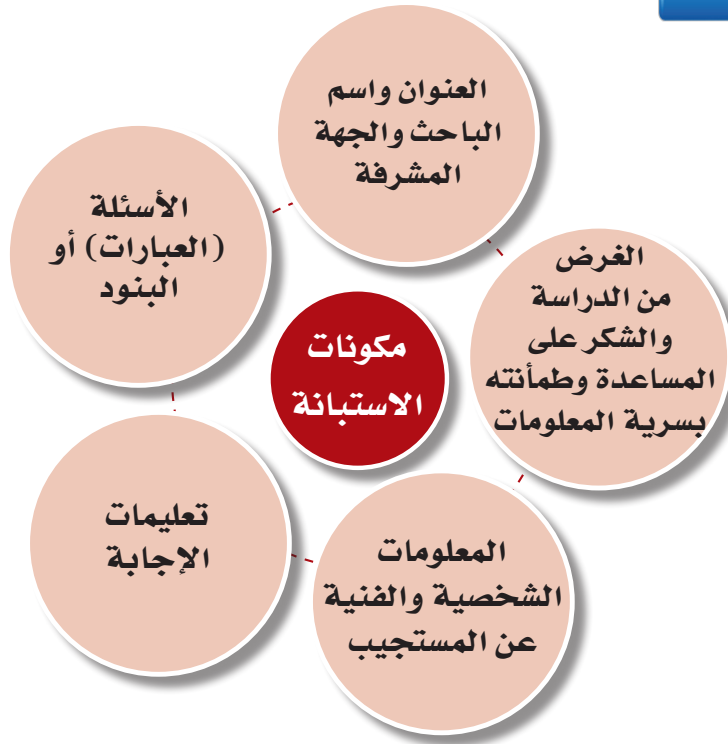 العنوان واسم
الباحث والجهة
المشرفة
الغرض
من الدراسة
والشكر على
المساعدة وطمأنته
بسرية المعلومات
المعلومات
الشخصية والفنية
عن المستجيب
تعليمات
الإجابة
الأسئلة
(العبارات) أو
البنود
مكونات
الاستبانة